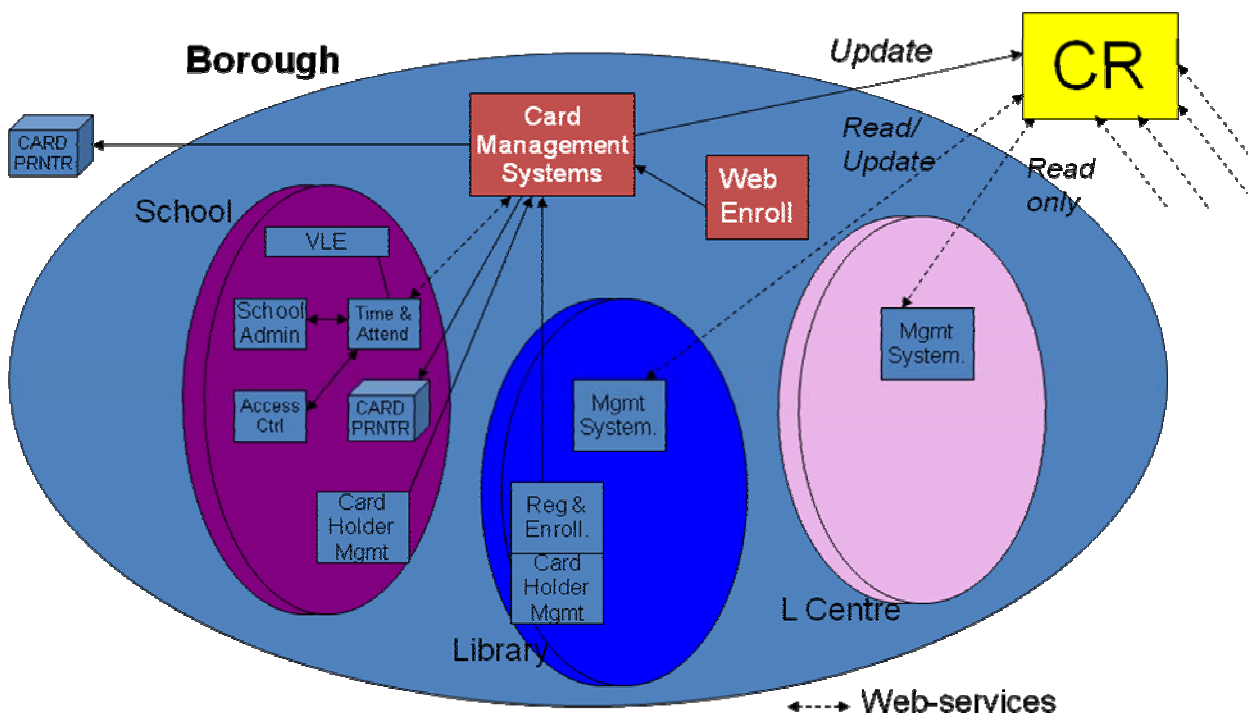 Borough
Update
CR
CARD
PRNTR
Card
Management
Systems
Read/
Update
Web
Enroll
Read
only
School
VLE
School
Admin
Time &
Attend
Mgmt
System.
Access
Ctrl
CARD
PRNTR
Mgmt
System.
Card
Holder
Mgmt
Reg &
Enroll.
Card
Holder
Mgmt
L Centre
Library
Web-services